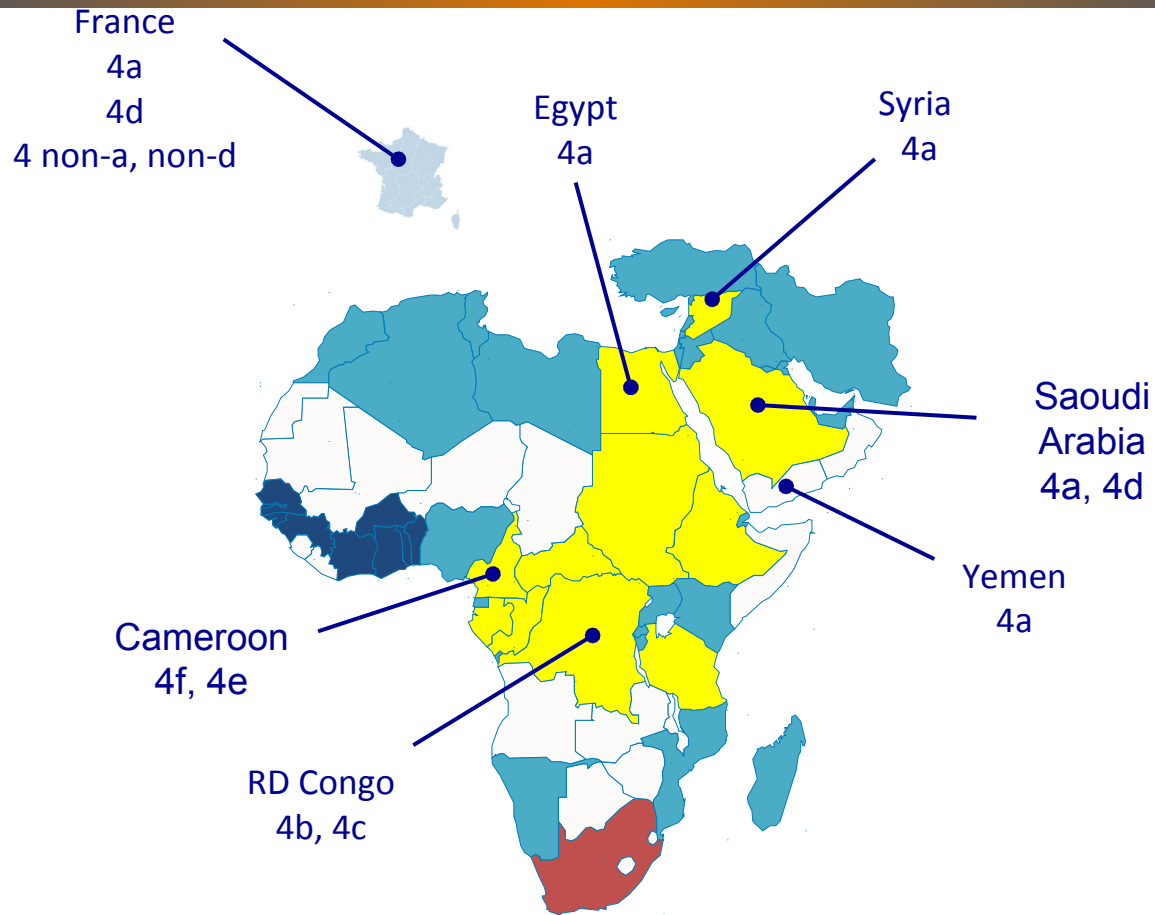 France
4a
4d
4 non-a, non-d
Egypt
4a
Syria
4a
Saoudi
Arabia
4a, 4d
Yemen
4a
Cameroon
4f, 4e
RD Congo
4b, 4c